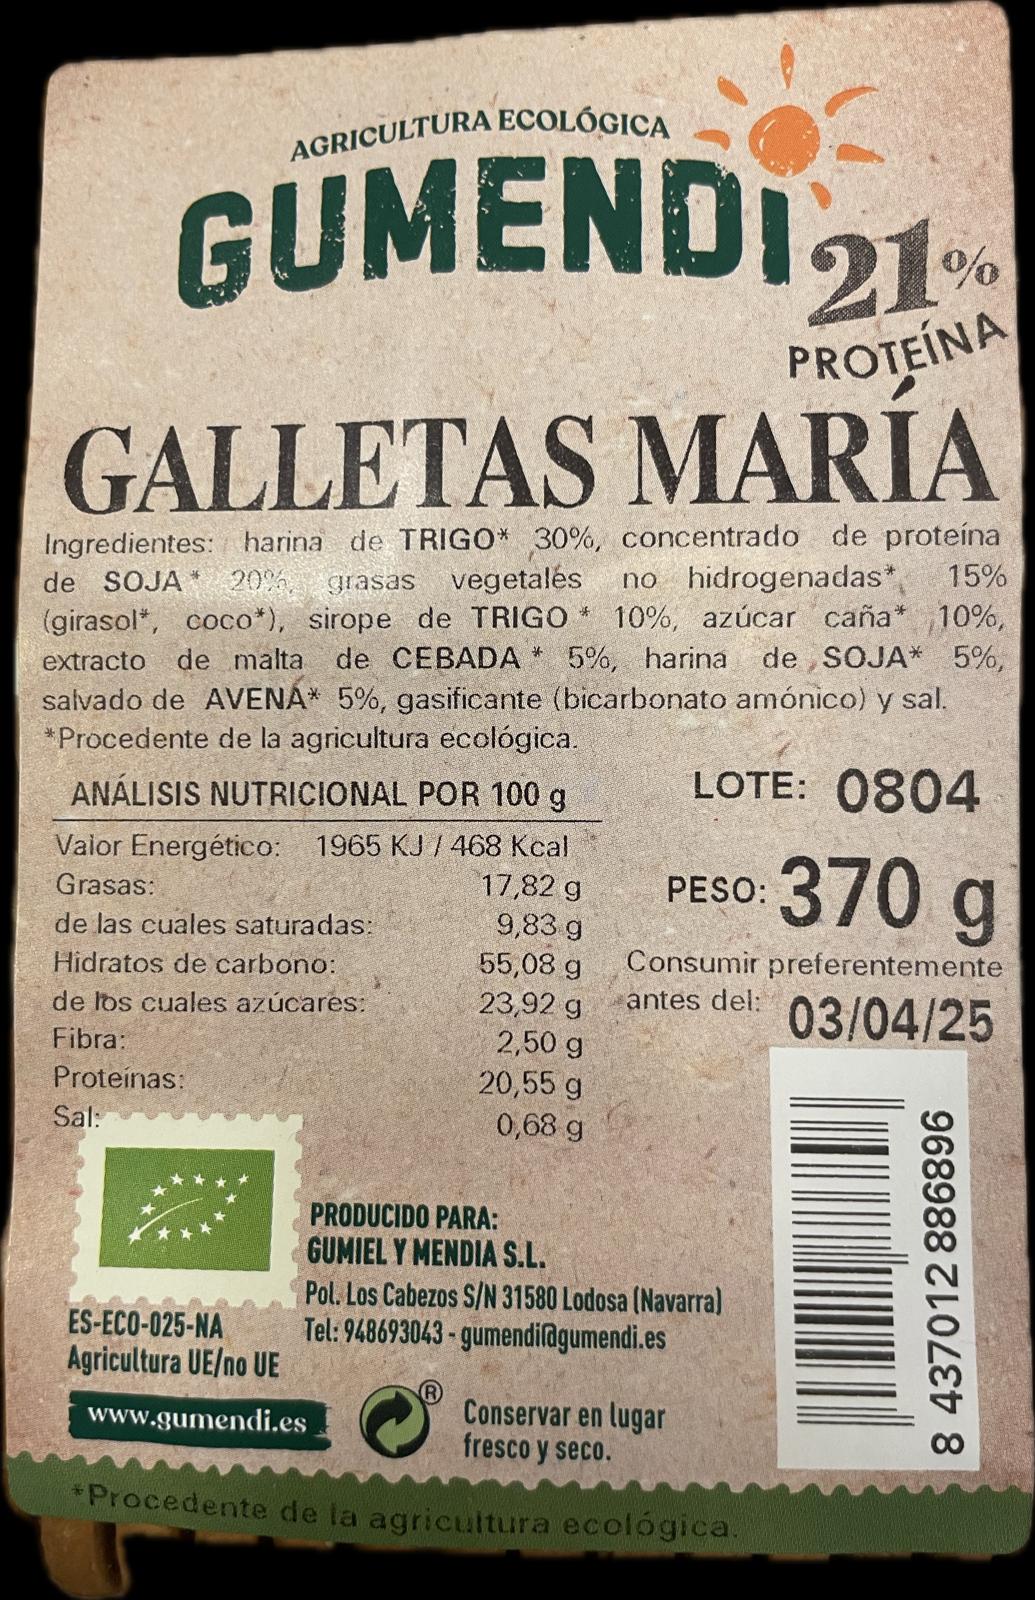 AGRICULTURA ECOLÓGICA
GUMENDI
21%
PROTEÍNA
GALLETAS MARÍA
Ingredientes: harina de TRIGO* 30%, concentrado de proteína
de SOJA* 20%, grasas vegetales no hidrogenadas* 15%
(girasol*, coco*), sirope de TRIGO * 10%, azúcar caña* 10%,
extracto de malta de CEBADA * 5%, harina de SOJA* 5%,
salvado de AVENA* 5%, gasificante (bicarbonato amónico) y sal.
*Procedente de la agricultura ecológica.
ANÁLISIS NUTRICIONAL POR 100 g
Valor Energético: 1965 KJ / 468 Kcal
Grasas: 17,82 g
de las cuales saturadas: 9,83 g
Hidratos de carbono: 55,08 g
de los cuales azúcares: 23,92 g
Fibra: 2,50 g
Proteínas: 20,55 g
Sal: 0,68 g
LOTE: 0804
PESO: 370 g
Consumir preferentemente
antes del: 03/04/25
8 437012 886896
PRODUCIDO PARA:
GUMIEL Y MENDIA S.L.
Pol. Los Cabezos S/N 31580 Lodosa (Navarra)
Tel: 948693043 - gumendi@gumendi.es
ES-ECO-025-NA
Agricultura UE/no UE
www.gumendi.es
®
Conservar en lugar
fresco y seco.
*Procedente de la agricultura ecológica.